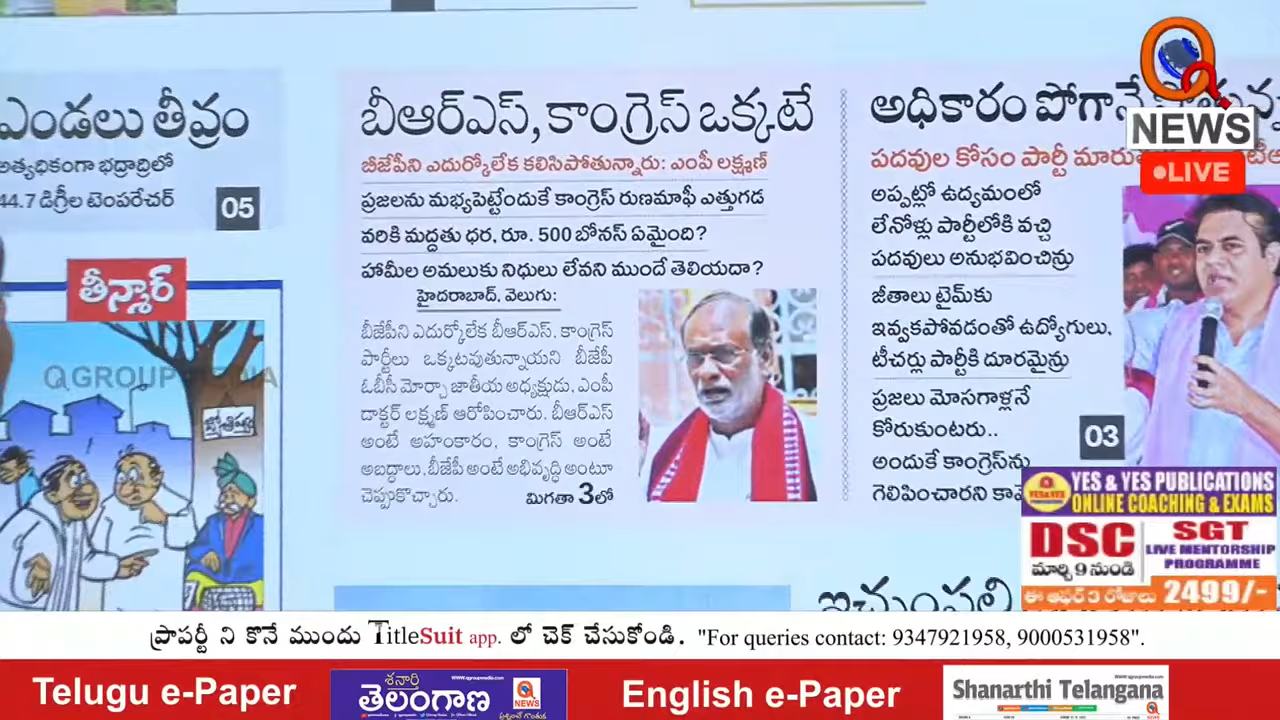 ఎండలు తీవ్రం
అత్యధికంగా భద్రాద్రిలో
44.7 డిగ్రీల టెంపరేచర్
05
తీన్మార్
జ్యోతిష్యం
QGROUP MEDIA
బీఆర్ఎస్, కాంగ్రెస్ ఒక్కటే
బీజేపీని ఎదుర్కోలేక కలిసిపోతున్నారు: ఎంపీ లక్ష్మణ్
ప్రజలను మభ్యపెట్టేందుకే కాంగ్రెస్ రుణమాఫీ ఎత్తుగడ
వరికి మద్దతు ధర, రూ. 500 బోనస్ ఏమైంది?
హామీల అమలుకు నిధులు లేవని ముందే తెలియదా?
హైదరాబాద్, వెలుగు:
బీజేపీని ఎదుర్కోలేక బీఆర్ఎస్, కాంగ్రెస్
పార్టీలు ఒక్కటవుతున్నాయని బీజేపీ
ఓబీసీ మోర్చా జాతీయ అధ్యక్షుడు, ఎంపీ
డాక్టర్ లక్ష్మణ్ ఆరోపించారు. బీఆర్ఎస్
అంటే అహంకారం, కాంగ్రెస్ అంటే
అబద్ధాలు, బీజేపీ అంటే అభివృద్ధి అంటూ
చెప్పుకొచ్చారు. మిగతా 3లో
అధికారం పోగానే
పదవుల కోసం పార్టీ
అప్పట్లో ఉద్యమంలో
లేనోళ్లు పార్టీలోకి వచ్చి
పదవులు అనుభవించిన్రు
జీతాలు టైమ్‌కు
ఇవ్వకపోవడంతో ఉద్యోగులు,
టీచర్లు పార్టీకి దూరమైన్రు
ప్రజలు మోసగాళ్లనే
కోరుకుంటరు..
అందుకే కాంగ్రెస్‌ను
గెలిపించారని
03
Q
NEWS
LIVE
YES & YES PUBLICATIONS
ONLINE COACHING & EXAMS
DSC
మార్చి 9 నుండి
SGT
LIVE MENTORSHIP
PROGRAMME
ఈ ఆఫర్ 3 రోజులు 2499/-
ప్రాపర్టీ ని కొనే ముందు TitleSuit app. లో చెక్ చేసుకోండి. "For queries contact: 9347921958, 9000531958".
Telugu e-Paper
శనార్తి
తెలంగాణ
Q NEWS
English e-Paper
Shanarthi Telangana